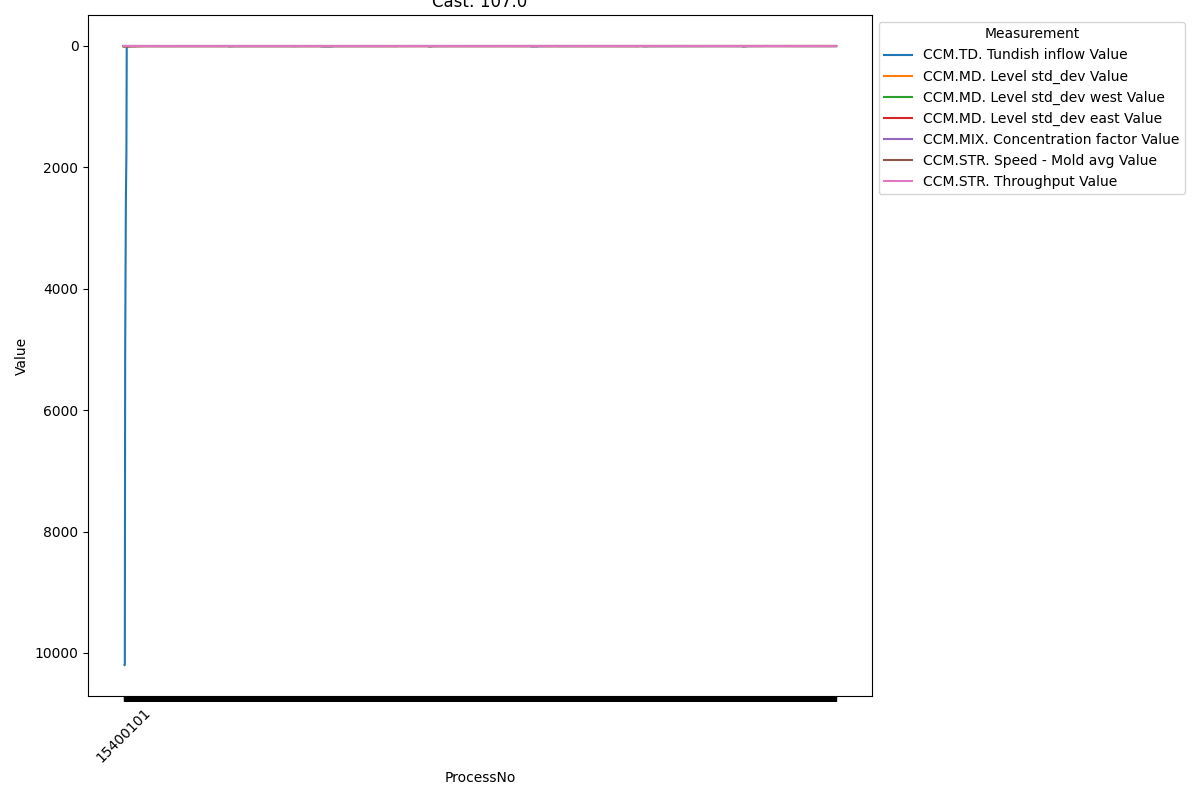 Cast: 107.0
Measurement
CCM.TD. Tundish inflow Value
CCM.MD. Level std_dev Value
CCM.MD. Level std_dev west Value
CCM.MD. Level std_dev east Value
CCM.MIX. Concentration factor Value
CCM.STR. Speed - Mold avg Value
CCM.STR. Throughput Value
0
2000
4000
6000
8000
10000
Value
15400101
ProcessNo